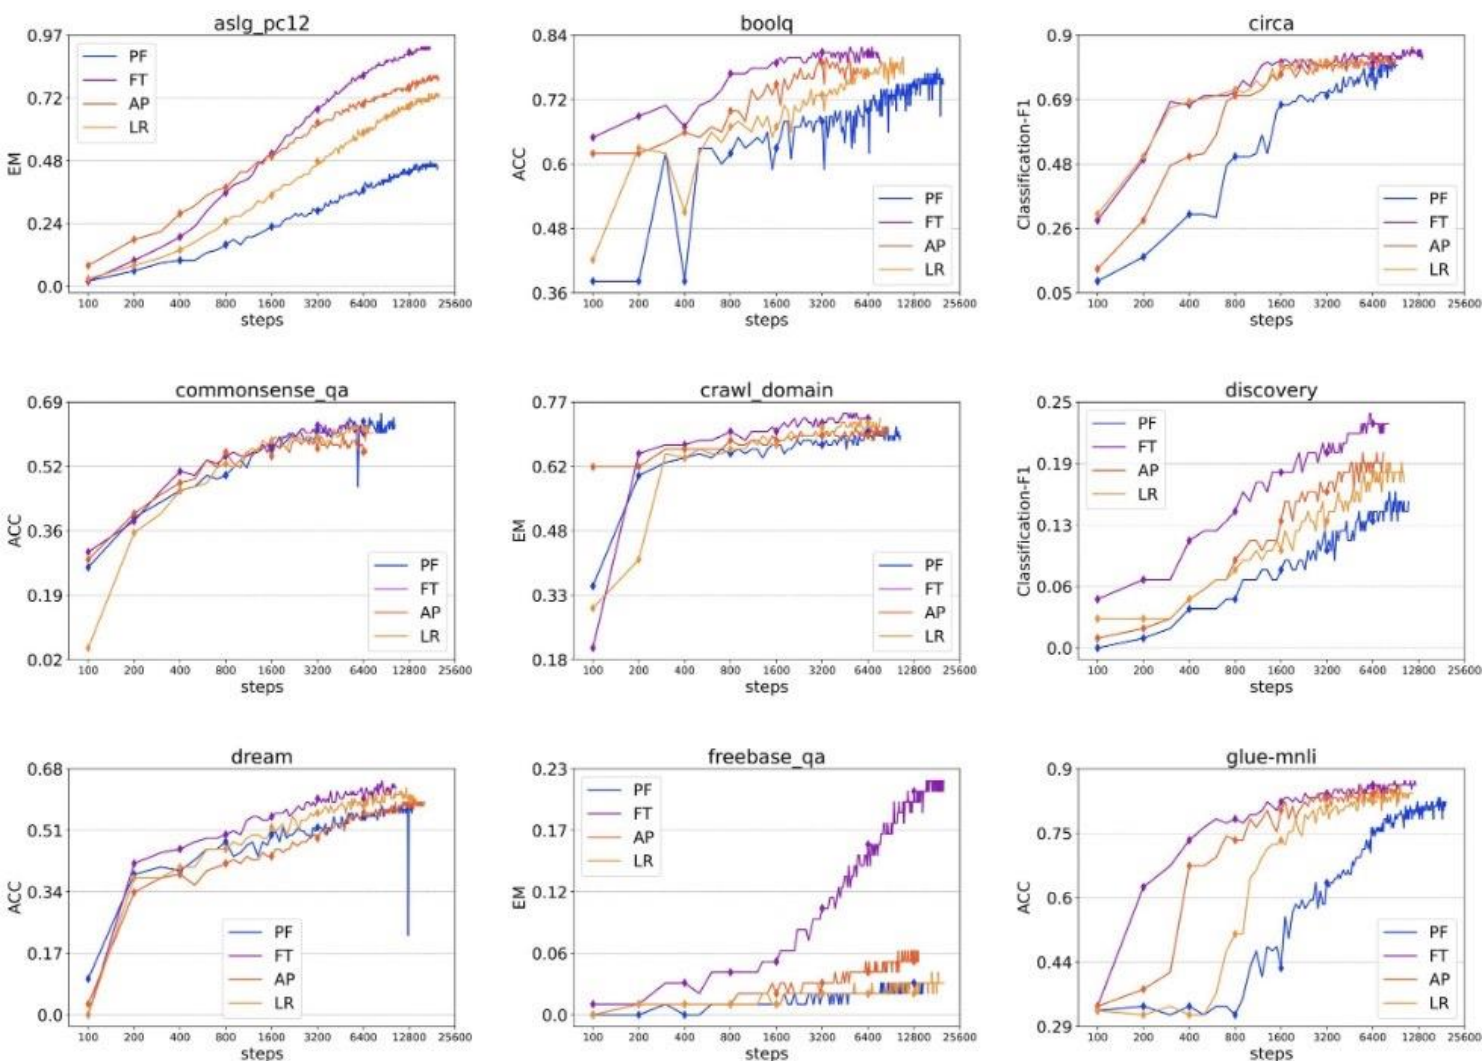 aslg_pc12
0.97
0.72
0.48
0.24
0.0
EM
PF
FT
AP
LR
100 200 400 800 1600 3200 6400 12800 25600
steps
boolq
0.84
0.72
0.6
0.48
0.36
ACC
PF
FT
AP
LR
100 200 400 800 1600 3200 6400 12800 25600
steps
circa
0.9
0.69
0.48
0.26
0.05
Classification-F1
PF
FT
AP
LR
100 200 400 800 1600 3200 6400 12800 25600
steps
commonsense_qa
0.69
0.52
0.36
0.19
0.02
ACC
PF
FT
AP
LR
100 200 400 800 1600 3200 6400 12800 25600
steps
crawl_domain
0.77
0.62
0.48
0.33
0.18
EM
PF
FT
AP
LR
100 200 400 800 1600 3200 6400 12800 25600
steps
discovery
0.25
0.19
0.13
0.06
0.0
Classification-F1
PF
FT
AP
LR
100 200 400 800 1600 3200 6400 12800 25600
steps
dream
0.68
0.51
0.34
0.17
0.0
ACC
PF
FT
AP
LR
100 200 400 800 1600 3200 6400 12800 25600
steps
freebase_qa
0.23
0.17
0.12
0.06
0.0
EM
PF
FT
AP
LR
100 200 400 800 1600 3200 6400 12800 25600
steps
glue-mnli
0.9
0.75
0.6
0.44
0.29
ACC
PF
FT
AP
LR
100 200 400 800 1600 3200 6400 12800 25600
steps